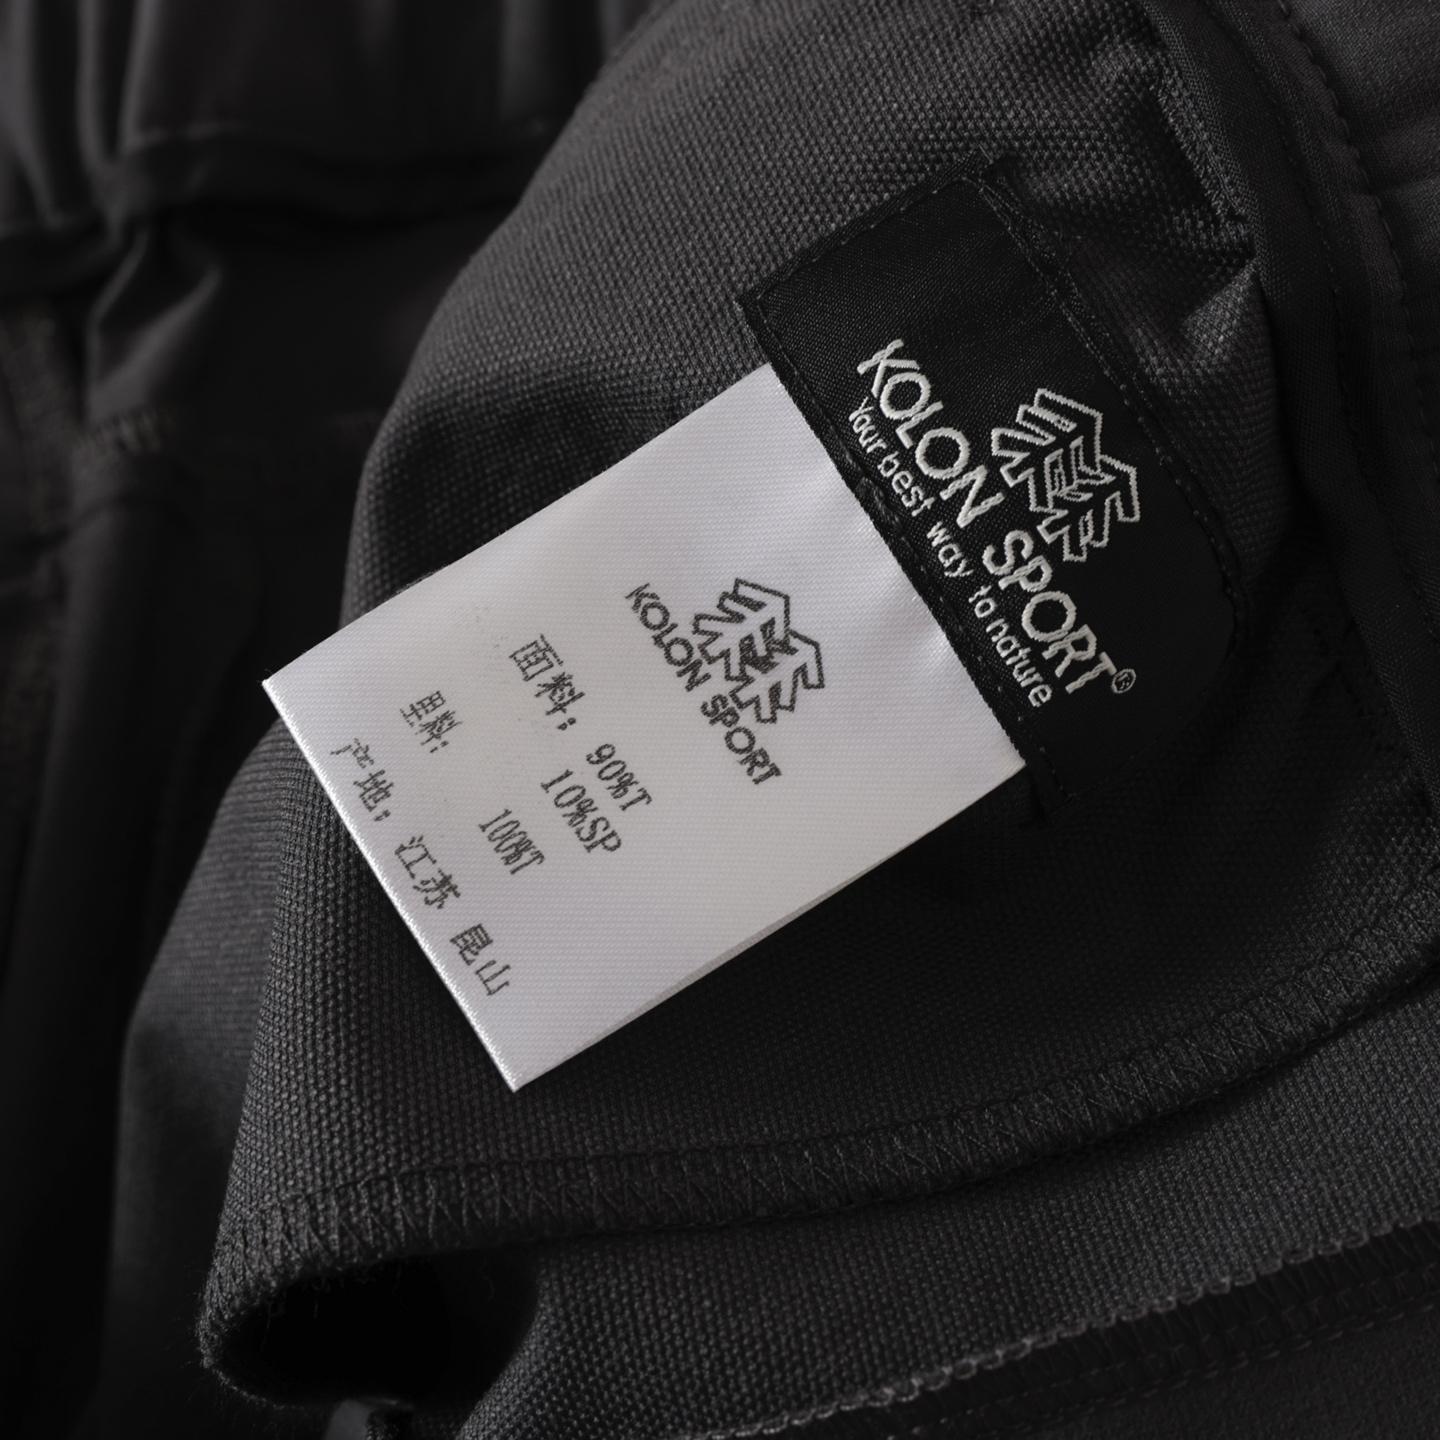 KOLON SPORT®
Your best way to nature
KOLON SPORT
面料: 90%T
10%SP
里料: 100%T
产地: 江苏 昆山